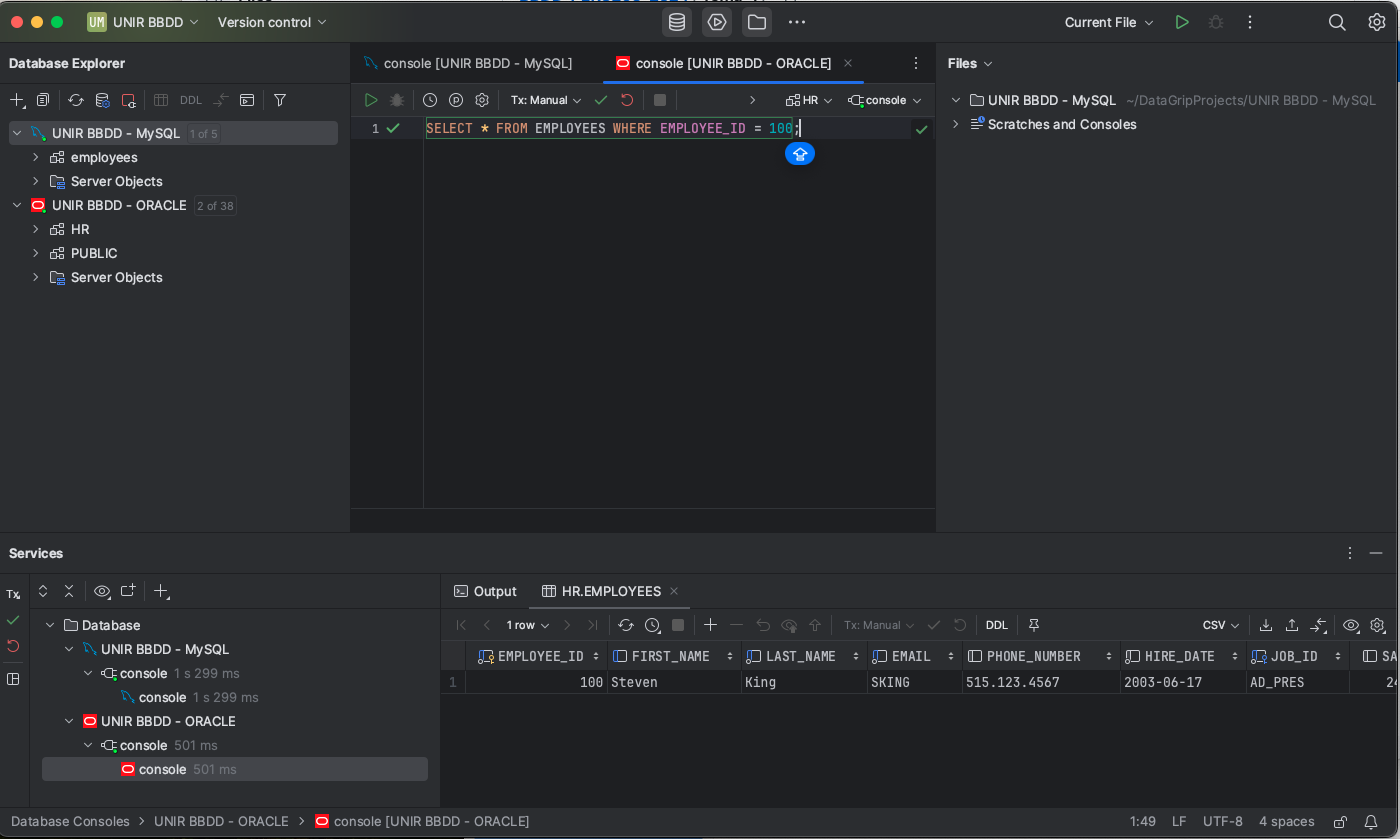 UM UNIR BBDD Version control Current File
Database Explorer
console [UNIR BBDD - MySQL] console [UNIR BBDD - ORACLE]
Files
DDL
Tx: Manual HR console
UNIR BBDD - MySQL 1 of 5
employees
Server Objects
UNIR BBDD - ORACLE 2 of 38
HR
PUBLIC
Server Objects
1 SELECT * FROM EMPLOYEES WHERE EMPLOYEE_ID = 100;
UNIR BBDD - MySQL ~/DataGripProjects/UNIR BBDD - MySQL
Scratches and Consoles
Services
Tx
Database
UNIR BBDD - MySQL
console 1 s 299 ms
console 1 s 299 ms
UNIR BBDD - ORACLE
console 501 ms
console 501 ms
Output HR.EMPLOYEES
1 row Tx: Manual DDL CSV
EMPLOYEE_ID FIRST_NAME LAST_NAME EMAIL PHONE_NUMBER HIRE_DATE JOB_ID SA
1 100 Steven King SKING 515.123.4567 2003-06-17 AD_PRES 24
Database Consoles > UNIR BBDD - ORACLE > console [UNIR BBDD - ORACLE] 1:49 LF UTF-8 4 spaces